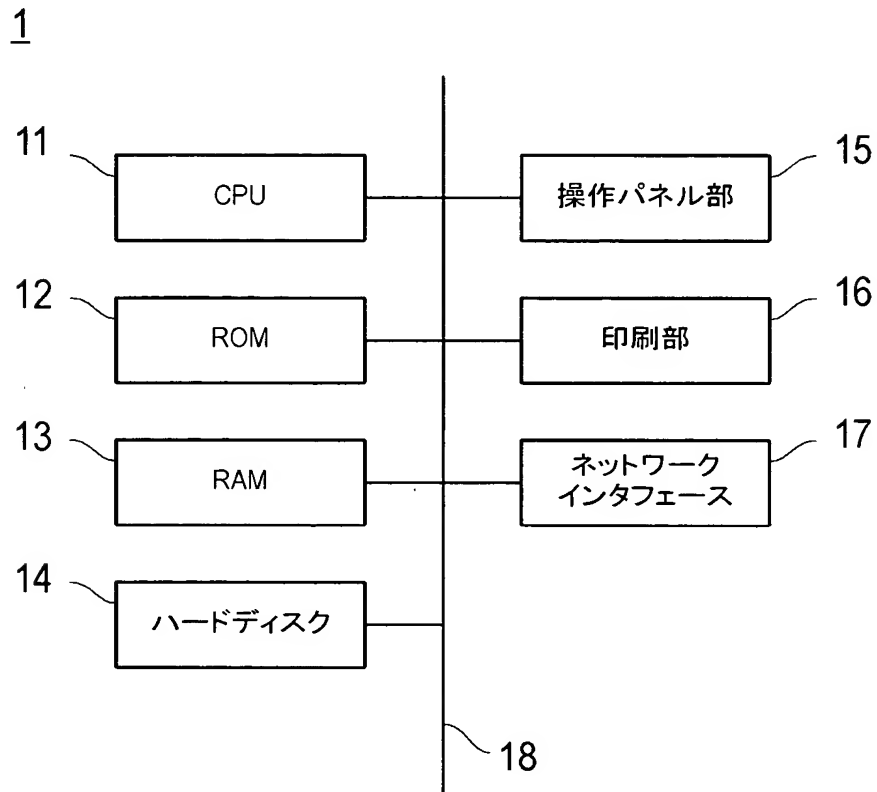 1
11
CPU
15
操作パネル部
12
ROM
16
印刷部
13
RAM
17
ネットワーク
インタフェース
14
ハードディスク
18